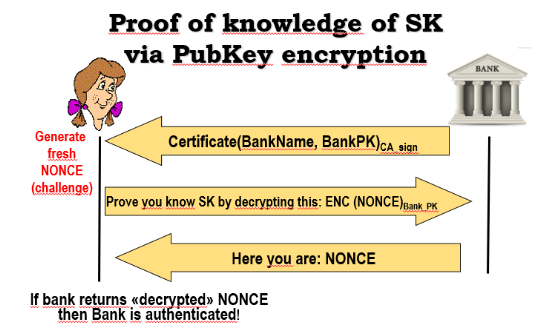 Proof of knowledge of SK
via PubKey encryption
BANK
Certificate(BankName, BankPK)CA_sign
Generate
fresh
NONCE
(challenge)
Prove you know SK by decrypting this: ENC (NONCE)Bank_PK
Here you are: NONCE
If bank returns «decrypted» NONCE
then Bank is authenticated!